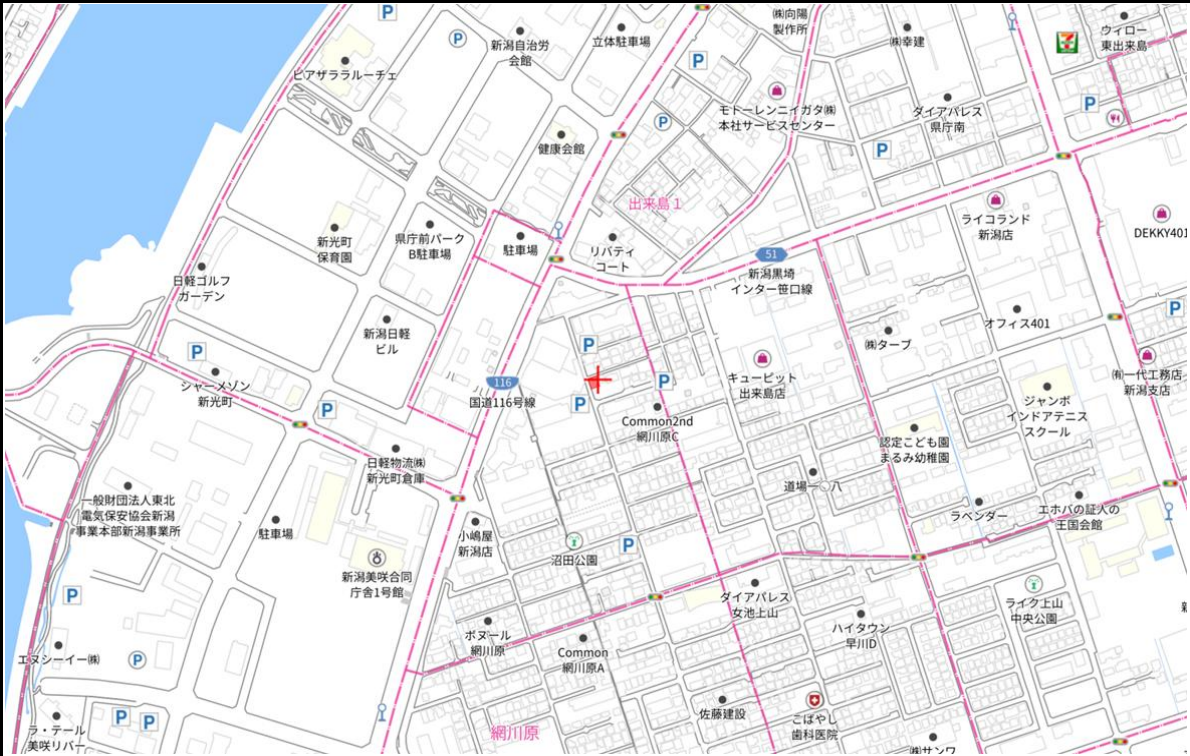 P
新潟自治労
会館
立体駐車場
㈱向陽
製作所
㈱幸建
ウィロー
東出来島
P
ピアザララルーチェ
P
モトーレンニイガタ㈱
本社サービスセンター
ダイアパレス
県庁南
P
P
P
健康会館
出来島1
ライコランド
新潟店
DEKKY401
新光町
保育園
県庁前パーク
B駐車場
駐車場
リバティ
コート
51
新潟黒埼
インター笹口線
日軽ゴルフ
ガーデン
新潟日軽
ビル
オフィス401
P
P
P
㈱タープ
シャーメゾン
新光町
116
国道116号線
P
キューピット
出来島店
㈲一代工務店
新潟支店
P
P
Common2nd
網川原C
ジャンボ
インドアテニス
スクール
認定こども園
まるみ幼稚園
日軽物流㈱
新光町倉庫
道場一〇八
一般財団法人東北
電気保安協会新潟
事業本部新潟事業所
駐車場
小嶋屋
新潟店
ラベンダー
エホバの証人の
王国会館
P
沼田公園
新潟美咲合同
庁舎1号館
P
ダイアパレス
女池上山
ライク上山
中央公園
新
ボヌール
網川原
ハイタウン
早川D
エヌシーイー㈱
P
Common
網川原A
P
P
ラ・テール
美咲リバー
網川原
佐藤建設
こばやし
歯科医院
㈱サンワ